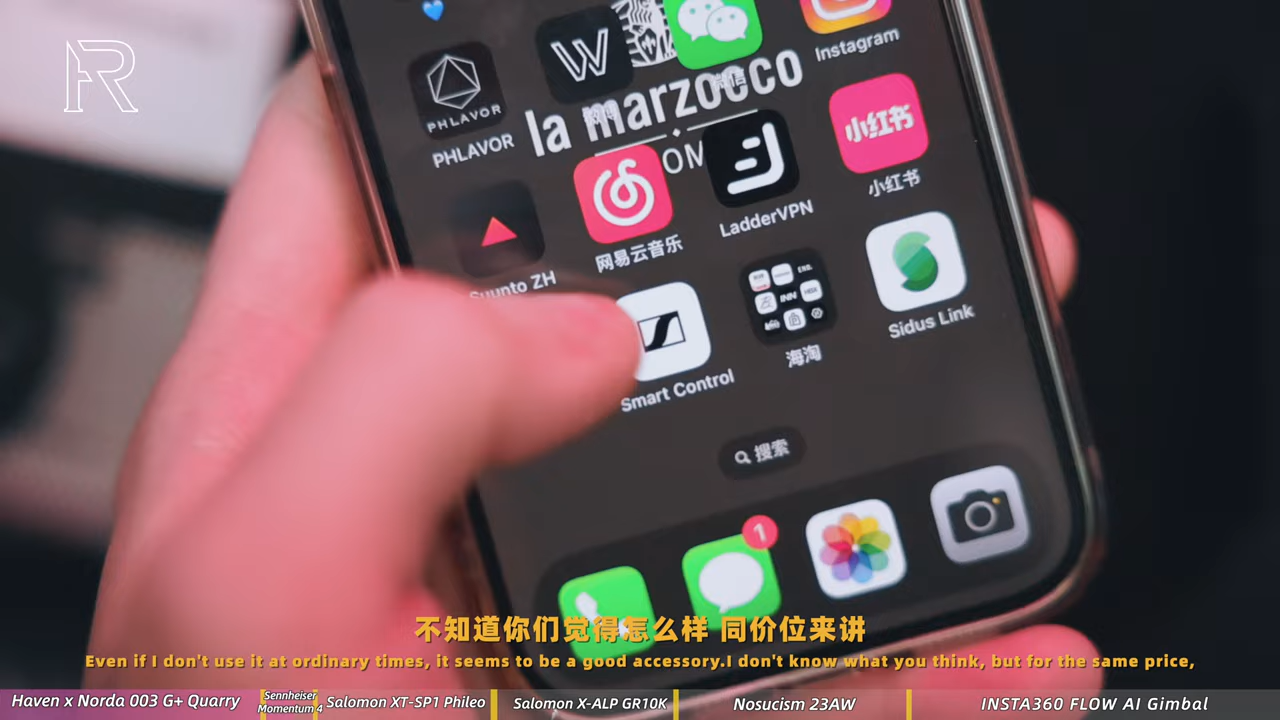 R
PHLAVOR
PHLAVOR
W
la marzocco
Instagram
小红书
小红书
网易云音乐
LadderVPN
Suunto ZH
Smart Control
海淘
Sidus Link
搜索
1
不知道你们觉得怎么样 同价位来讲
Even if I don't use it at ordinary times, it seems to be a good accessory.I don't know what you think, but for the same price,
Haven x Norda 003 G+ Quarry
Sennheiser
Momentum 4
Salomon XT-SP1 Phileo
Salomon X-ALP GR10K
Nosucism 23AW
INSTA360 FLOW AI Gimbal